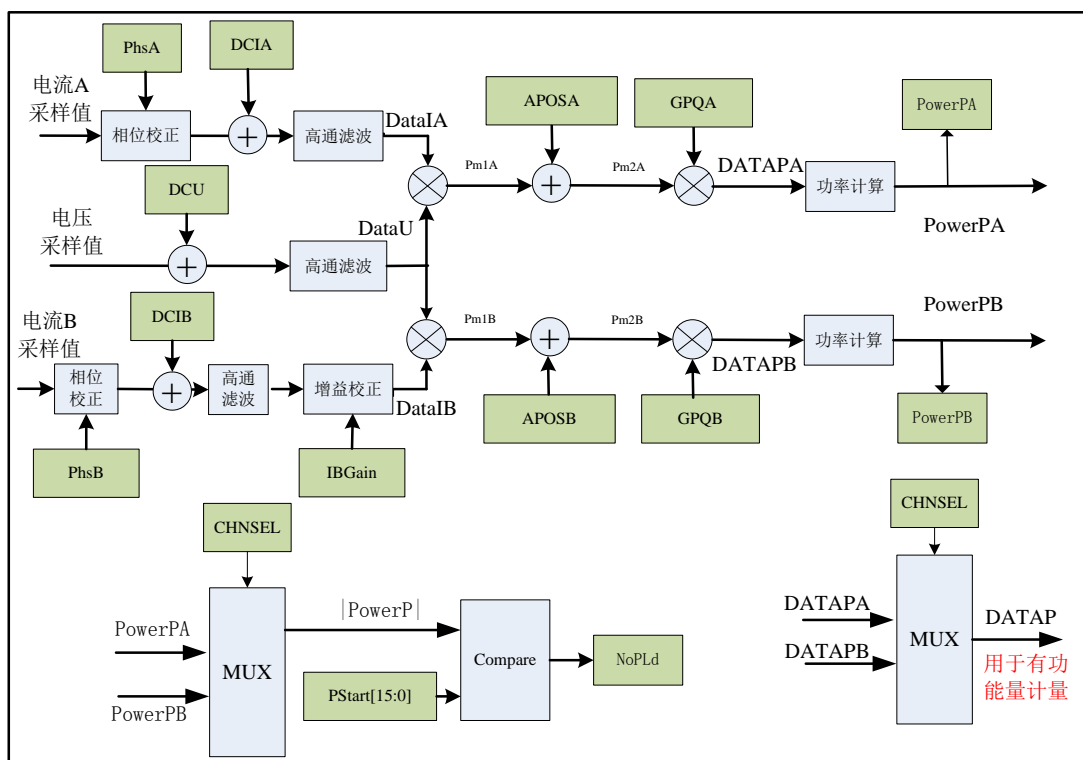 PhsA
DCIA
电流A
采样值
相位校正
高通滤波
DataIA
APOSA
GPQA
PowerPA
Pm1A
Pm2A
DATAPA
功率计算
PowerPA
DCU
电压
采样值
高通滤波
DataU
DCIB
电流B
采样值
相位
校正
高通
滤波
增益校正
DataIB
Pm1B
Pm2B
DATAPB
功率计算
PowerPB
PhsB
IBGain
APOSB
GPQB
PowerPB
CHNSEL
PowerPA
PowerPB
MUX
|PowerP|
PStart[15:0]
Compare
NoPLd
CHNSEL
DATAPA
DATAPB
MUX
DATAP
用于有功
能量计量